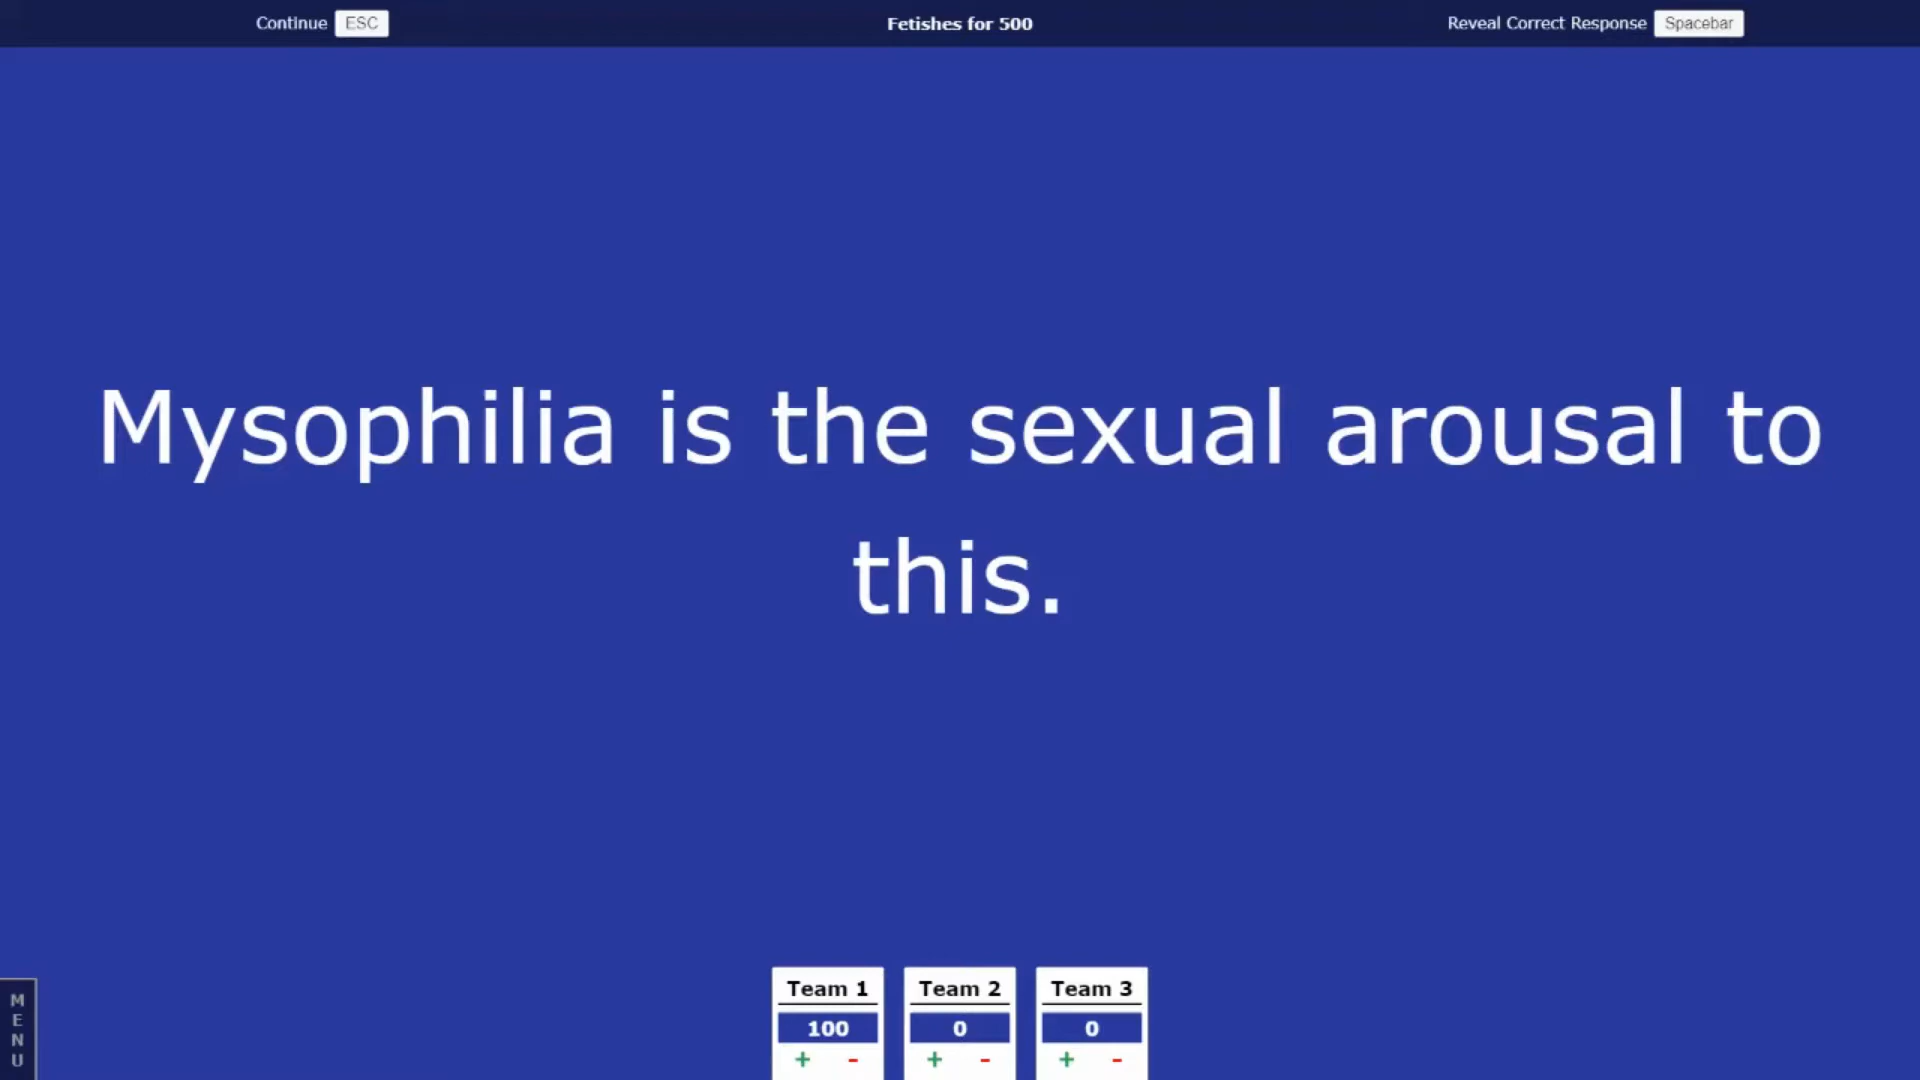 Continue ESC Fetishes for 500 Reveal Correct Response Spacebar
Mysophilia is the sexual arousal to
this.
MENU
Team 1 Team 2 Team 3
100 0 0
+ - + - + -